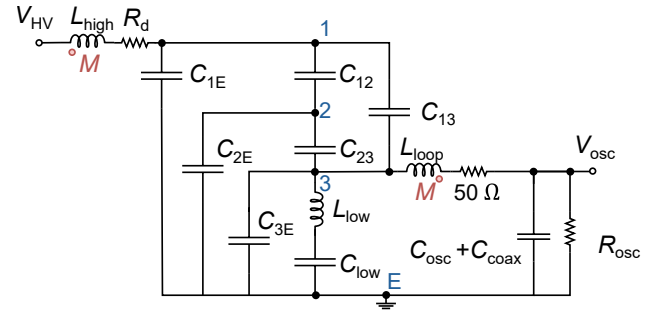 V_HV L_high R_d
M
1
C_1E C_12
C_13
2
C_2E C_23
L_loop V_osc
3
M 50 Ω
C_3E L_low
C_low C_osc + C_coax R_osc
E